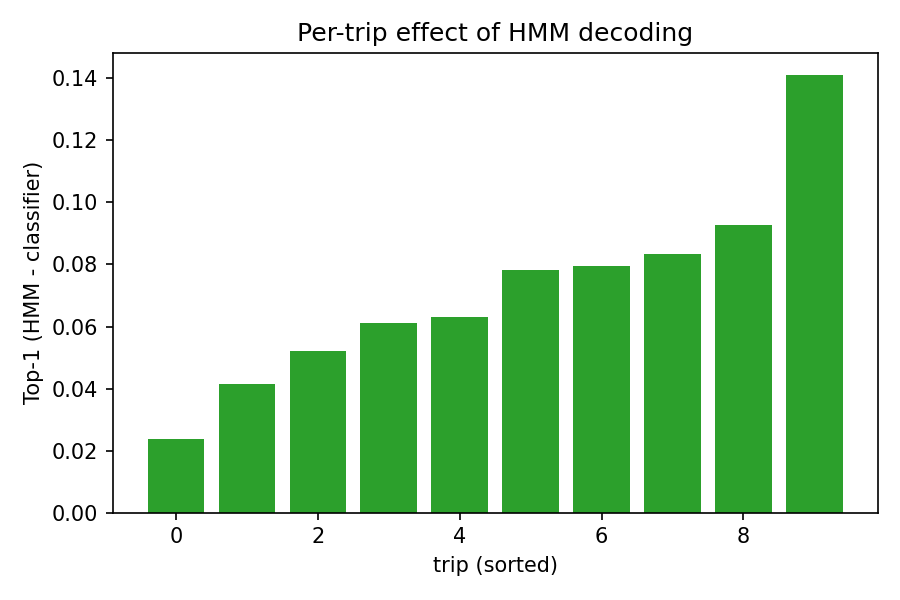 Per-trip effect of HMM decoding
Top-1 (HMM - classifier)
0.14
0.12
0.10
0.08
0.06
0.04
0.02
0.00
0 2 4 6 8
trip (sorted)